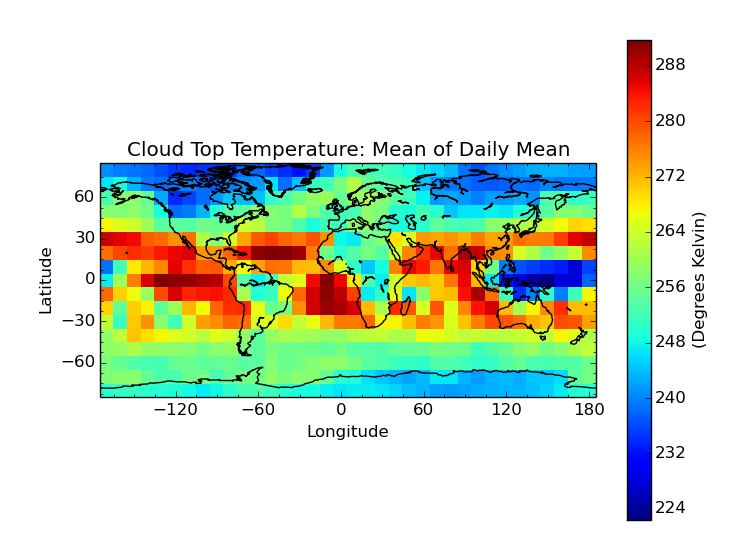 Cloud Top Temperature: Mean of Daily Mean
60
30
0
−30
−60
Latitude
−120 −60 0 60 120 180
Longitude
288
280
272
264
256
248
240
232
224
(Degrees Kelvin)